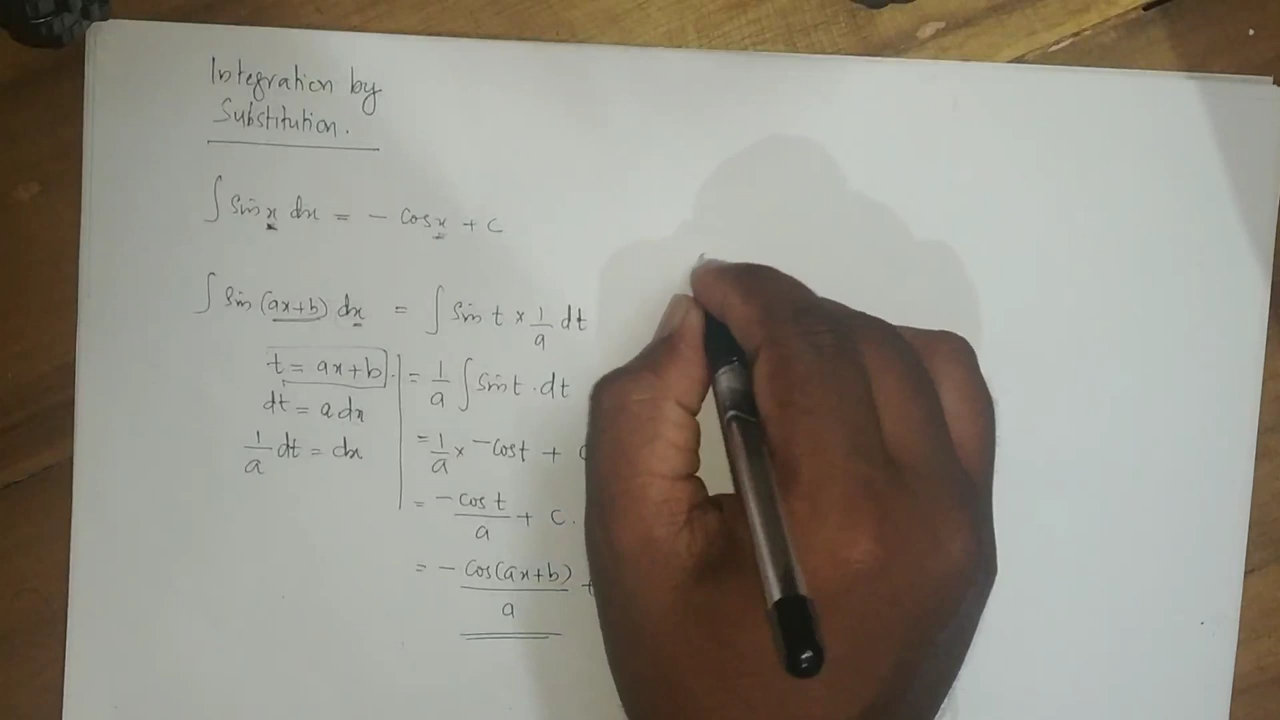 Integration by
Substitution.
∫ sin x dx = - cos x + c
∫ sin (ax+b) dx = ∫ sin t × 1/a dt
t = ax+b
= 1/a ∫ sin t . dt
dt = a dx
1/a dt = dx
= 1/a × -cos t +
= -cos t/a + c.
= - cos(ax+b)/a +